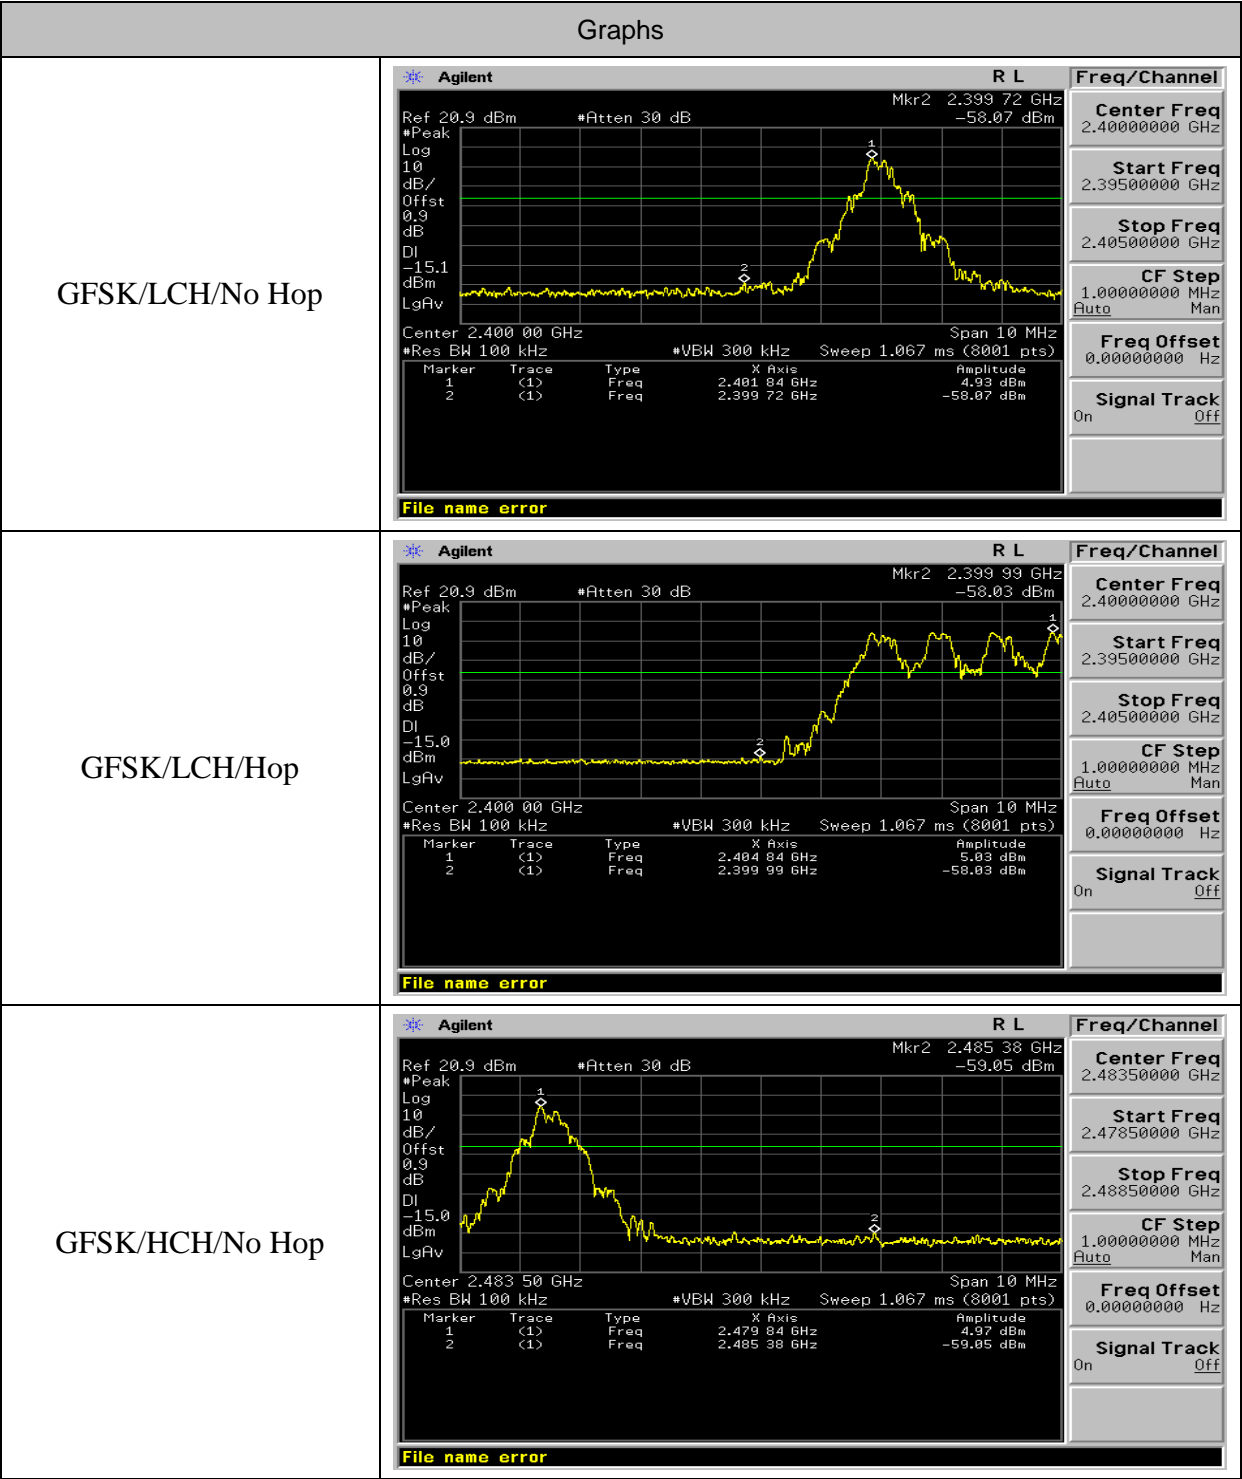 Graphs
GFSK/LCH/No Hop
Agilent R L Freq/Channel
Mkr2 2.399 72 GHz
Ref 20.9 dBm #Atten 30 dB -58.07 dBm
#Peak
Log
10
dB/
Offst
0.9
dB
DI
-15.1
dBm
LgAv
1
2
Center 2.400 00 GHz Span 10 MHz
#Res BW 100 kHz #VBW 300 kHz Sweep 1.067 ms (8001 pts)
Marker Trace Type X Axis Amplitude
1 (1) Freq 2.401 84 GHz 4.93 dBm
2 (1) Freq 2.399 72 GHz -58.07 dBm
File name error
Center Freq
2.40000000 GHz
Start Freq
2.39500000 GHz
Stop Freq
2.40500000 GHz
CF Step
1.00000000 MHz
Auto Man
Freq Offset
0.00000000 Hz
Signal Track
On Off
GFSK/LCH/Hop
Agilent R L Freq/Channel
Mkr2 2.399 99 GHz
Ref 20.9 dBm #Atten 30 dB -58.03 dBm
#Peak
Log
10
dB/
Offst
0.9
dB
DI
-15.0
dBm
LgAv
1
2
Center 2.400 00 GHz Span 10 MHz
#Res BW 100 kHz #VBW 300 kHz Sweep 1.067 ms (8001 pts)
Marker Trace Type X Axis Amplitude
1 (1) Freq 2.404 84 GHz 5.03 dBm
2 (1) Freq 2.399 99 GHz -58.03 dBm
File name error
Center Freq
2.40000000 GHz
Start Freq
2.39500000 GHz
Stop Freq
2.40500000 GHz
CF Step
1.00000000 MHz
Auto Man
Freq Offset
0.00000000 Hz
Signal Track
On Off
GFSK/HCH/No Hop
Agilent R L Freq/Channel
Mkr2 2.485 38 GHz
Ref 20.9 dBm #Atten 30 dB -59.05 dBm
#Peak
Log
10
dB/
Offst
0.9
dB
DI
-15.0
dBm
LgAv
1
2
Center 2.483 50 GHz Span 10 MHz
#Res BW 100 kHz #VBW 300 kHz Sweep 1.067 ms (8001 pts)
Marker Trace Type X Axis Amplitude
1 (1) Freq 2.479 84 GHz 4.97 dBm
2 (1) Freq 2.485 38 GHz -59.05 dBm
File name error
Center Freq
2.48350000 GHz
Start Freq
2.47850000 GHz
Stop Freq
2.48850000 GHz
CF Step
1.00000000 MHz
Auto Man
Freq Offset
0.00000000 Hz
Signal Track
On Off